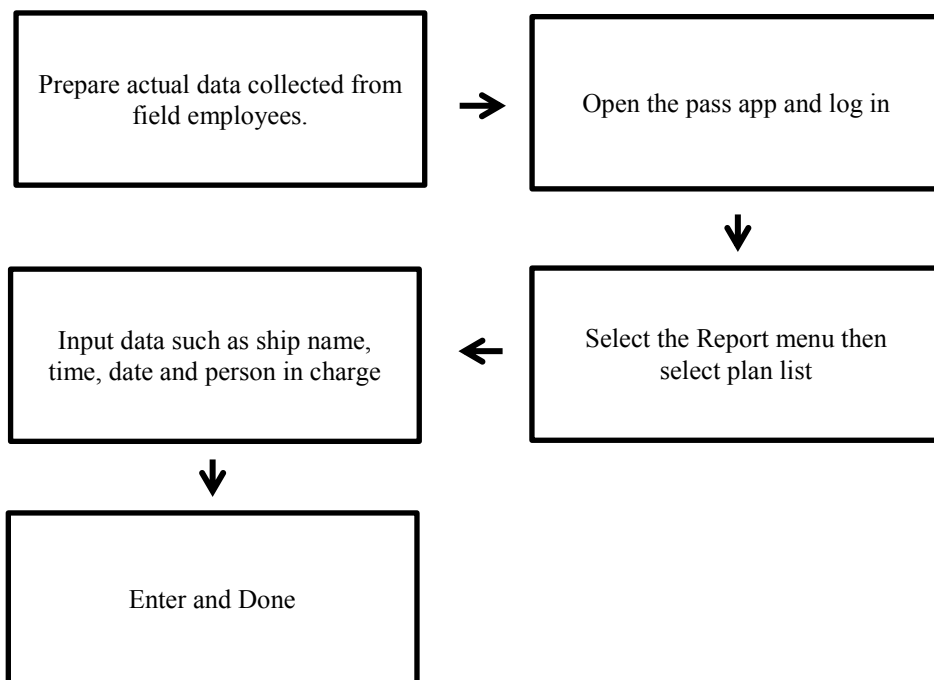 Prepare actual data collected from
field employees.
Open the pass app and log in
Select the Report menu then
select plan list
Input data such as ship name,
time, date and person in charge
Enter and Done